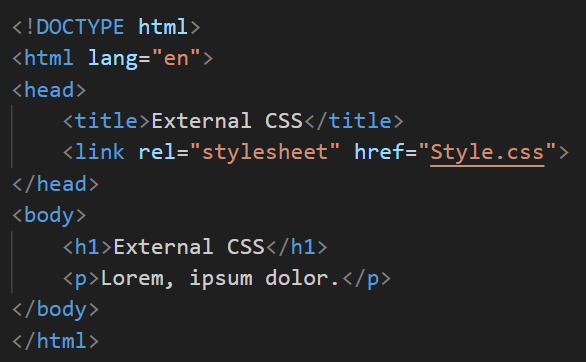 <!DOCTYPE html>
<html lang="en">
<head>
    <title>External CSS</title>
    <link rel="stylesheet" href="Style.css">
</head>
<body>
    <h1>External CSS</h1>
    <p>Lorem, ipsum dolor.</p>
</body>
</html>